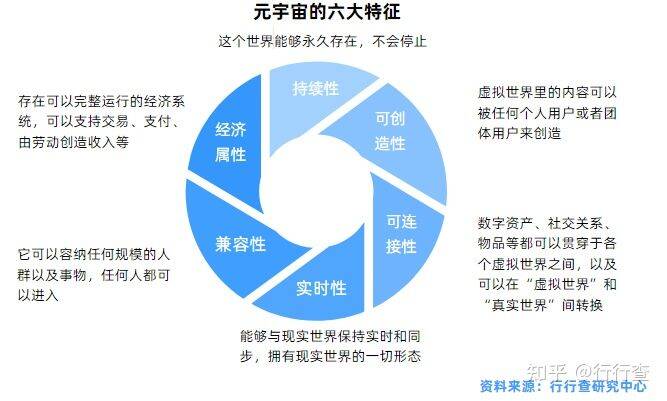 元宇宙的六大特征
这个世界能够永久存在，不会停止
持续性
可创
造性
虚拟世界里的内容可以
被任何个人用户或者团
体用户来创造
可连
接性
数字资产、社交关系、
物品等都可以贯穿于各
个虚拟世界之间，以及
可以在“虚拟世界”和
“真实世界”间转换
实时性
能够与现实世界保持实时和同
步，拥有现实世界的一切形态
兼容性
它可以容纳任何规模的人
群以及事物，任何人都可
以进入
经济
属性
存在可以完整运行的经济系
统，可以支持交易、支付、
由劳动创造收入等
知乎 @行行查
资料来源：行行查研究中心